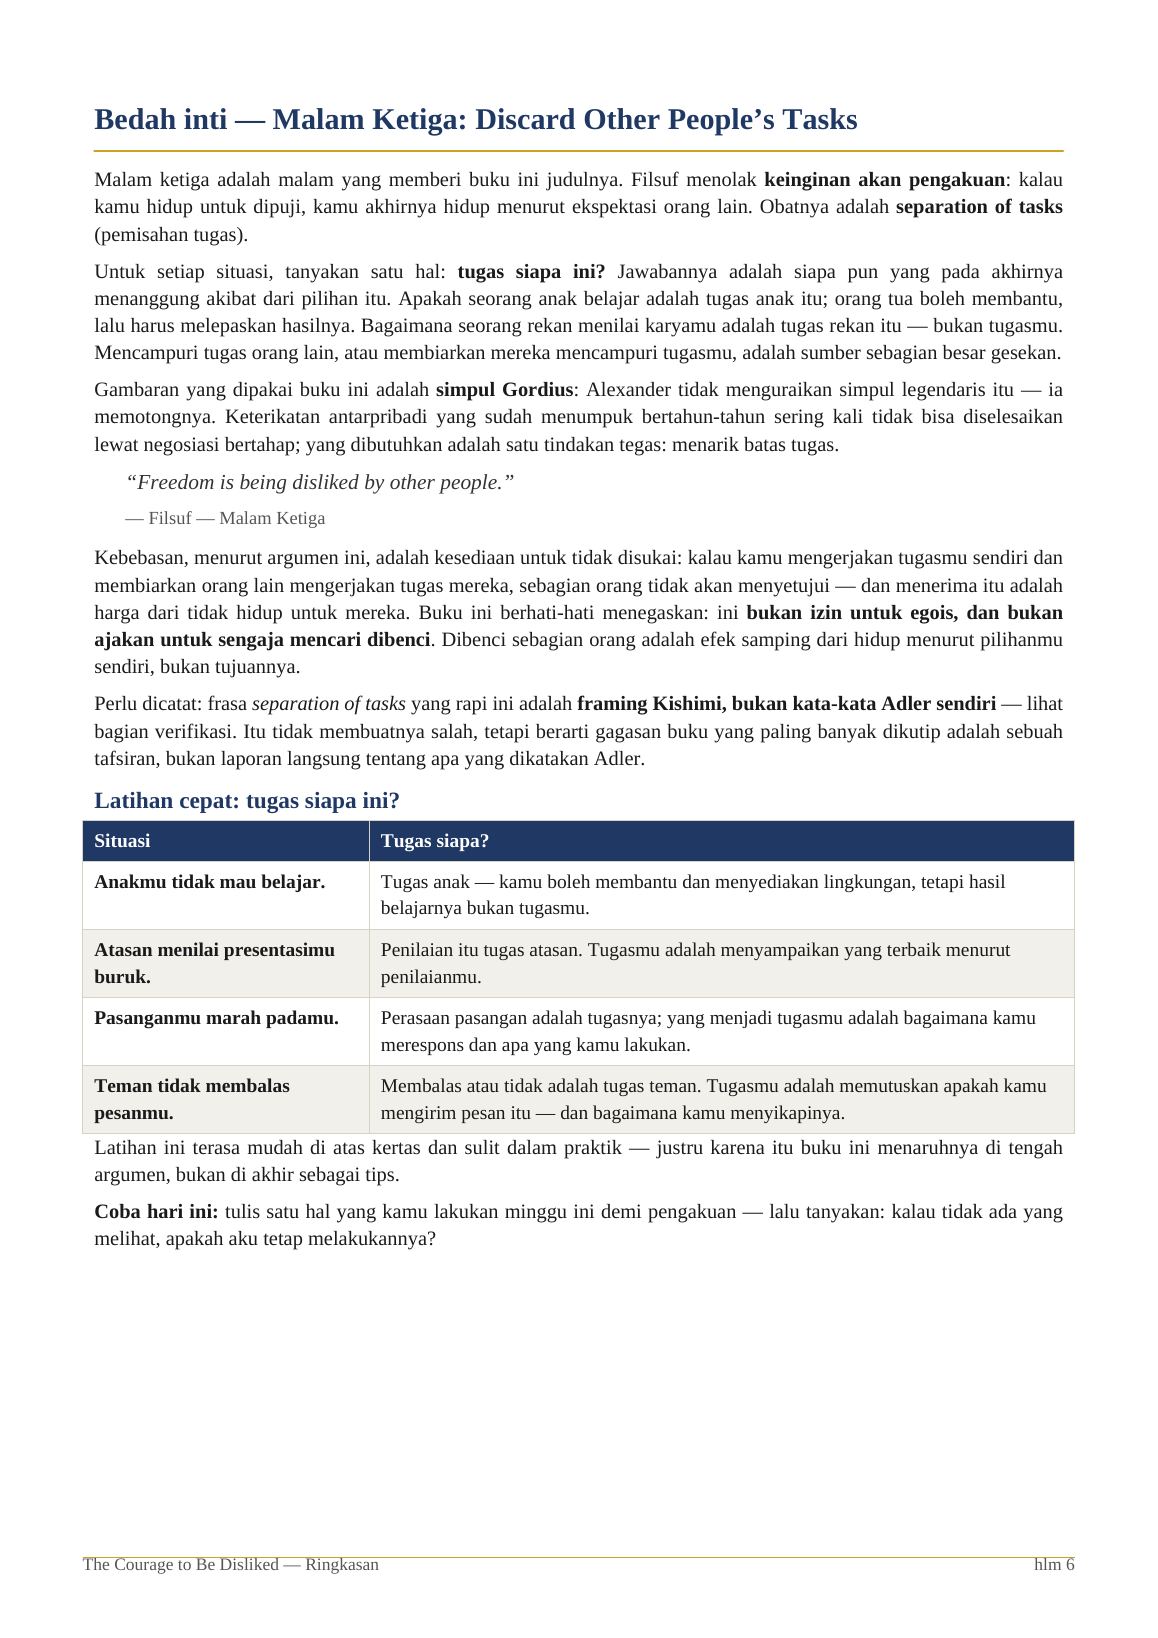 Bedah inti — Malam Ketiga: Discard Other People’s Tasks
Malam ketiga adalah malam yang memberi buku ini judulnya. Filsuf menolak keinginan akan pengakuan: kalau
kamu hidup untuk dipuji, kamu akhirnya hidup menurut ekspektasi orang lain. Obatnya adalah separation of tasks
(pemisahan tugas).
Untuk setiap situasi, tanyakan satu hal: tugas siapa ini? Jawabannya adalah siapa pun yang pada akhirnya
menanggung akibat dari pilihan itu. Apakah seorang anak belajar adalah tugas anak itu; orang tua boleh membantu,
lalu harus melepaskan hasilnya. Bagaimana seorang rekan menilai karyamu adalah tugas rekan itu — bukan tugasmu.
Mencampuri tugas orang lain, atau membiarkan mereka mencampuri tugasmu, adalah sumber sebagian besar gesekan.
Gambaran yang dipakai buku ini adalah simpul Gordius: Alexander tidak menguraikan simpul legendaris itu — ia
memotongnya. Keterikatan antarpribadi yang sudah menumpuk bertahun-tahun sering kali tidak bisa diselesaikan
lewat negosiasi bertahap; yang dibutuhkan adalah satu tindakan tegas: menarik batas tugas.
“Freedom is being disliked by other people.”
— Filsuf — Malam Ketiga
Kebebasan, menurut argumen ini, adalah kesediaan untuk tidak disukai: kalau kamu mengerjakan tugasmu sendiri dan
membiarkan orang lain mengerjakan tugas mereka, sebagian orang tidak akan menyetujui — dan menerima itu adalah
harga dari tidak hidup untuk mereka. Buku ini berhati-hati menegaskan: ini bukan izin untuk egois, dan bukan
ajakan untuk sengaja mencari dibenci. Dibenci sebagian orang adalah efek samping dari hidup menurut pilihanmu
sendiri, bukan tujuannya.
Perlu dicatat: frasa separation of tasks yang rapi ini adalah framing Kishimi, bukan kata-kata Adler sendiri — lihat
bagian verifikasi. Itu tidak membuatnya salah, tetapi berarti gagasan buku yang paling banyak dikutip adalah sebuah
tafsiran, bukan laporan langsung tentang apa yang dikatakan Adler.
Latihan cepat: tugas siapa ini?
Situasi
Tugas siapa?
Anakmu tidak mau belajar.
Tugas anak — kamu boleh membantu dan menyediakan lingkungan, tetapi hasil
belajarnya bukan tugasmu.
Atasan menilai presentasimu
buruk.
Penilaian itu tugas atasan. Tugasmu adalah menyampaikan yang terbaik menurut
penilaianmu.
Pasanganmu marah padamu.
Perasaan pasangan adalah tugasnya; yang menjadi tugasmu adalah bagaimana kamu
merespons dan apa yang kamu lakukan.
Teman tidak membalas
pesanmu.
Membalas atau tidak adalah tugas teman. Tugasmu adalah memutuskan apakah kamu
mengirim pesan itu — dan bagaimana kamu menyikapinya.
Latihan ini terasa mudah di atas kertas dan sulit dalam praktik — justru karena itu buku ini menaruhnya di tengah
argumen, bukan di akhir sebagai tips.
Coba hari ini: tulis satu hal yang kamu lakukan minggu ini demi pengakuan — lalu tanyakan: kalau tidak ada yang
melihat, apakah aku tetap melakukannya?
The Courage to Be Disliked — Ringkasan
hlm 6